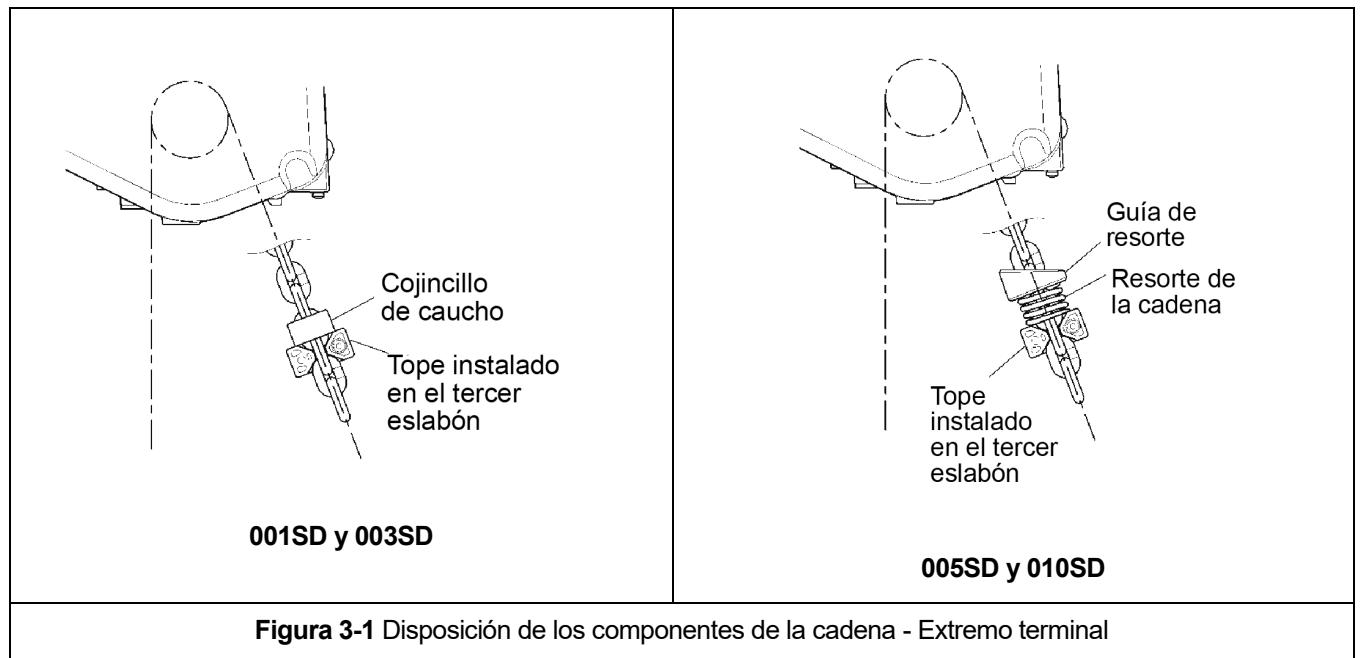 Cojincillo
de caucho
Tope instalado
en el tercer
eslabón
001SD y 003SD
Guía de
resorte
Resorte de
la cadena
Tope
instalado
en el tercer
eslabón
005SD y 010SD
Figura 3-1 Disposición de los componentes de la cadena - Extremo terminal